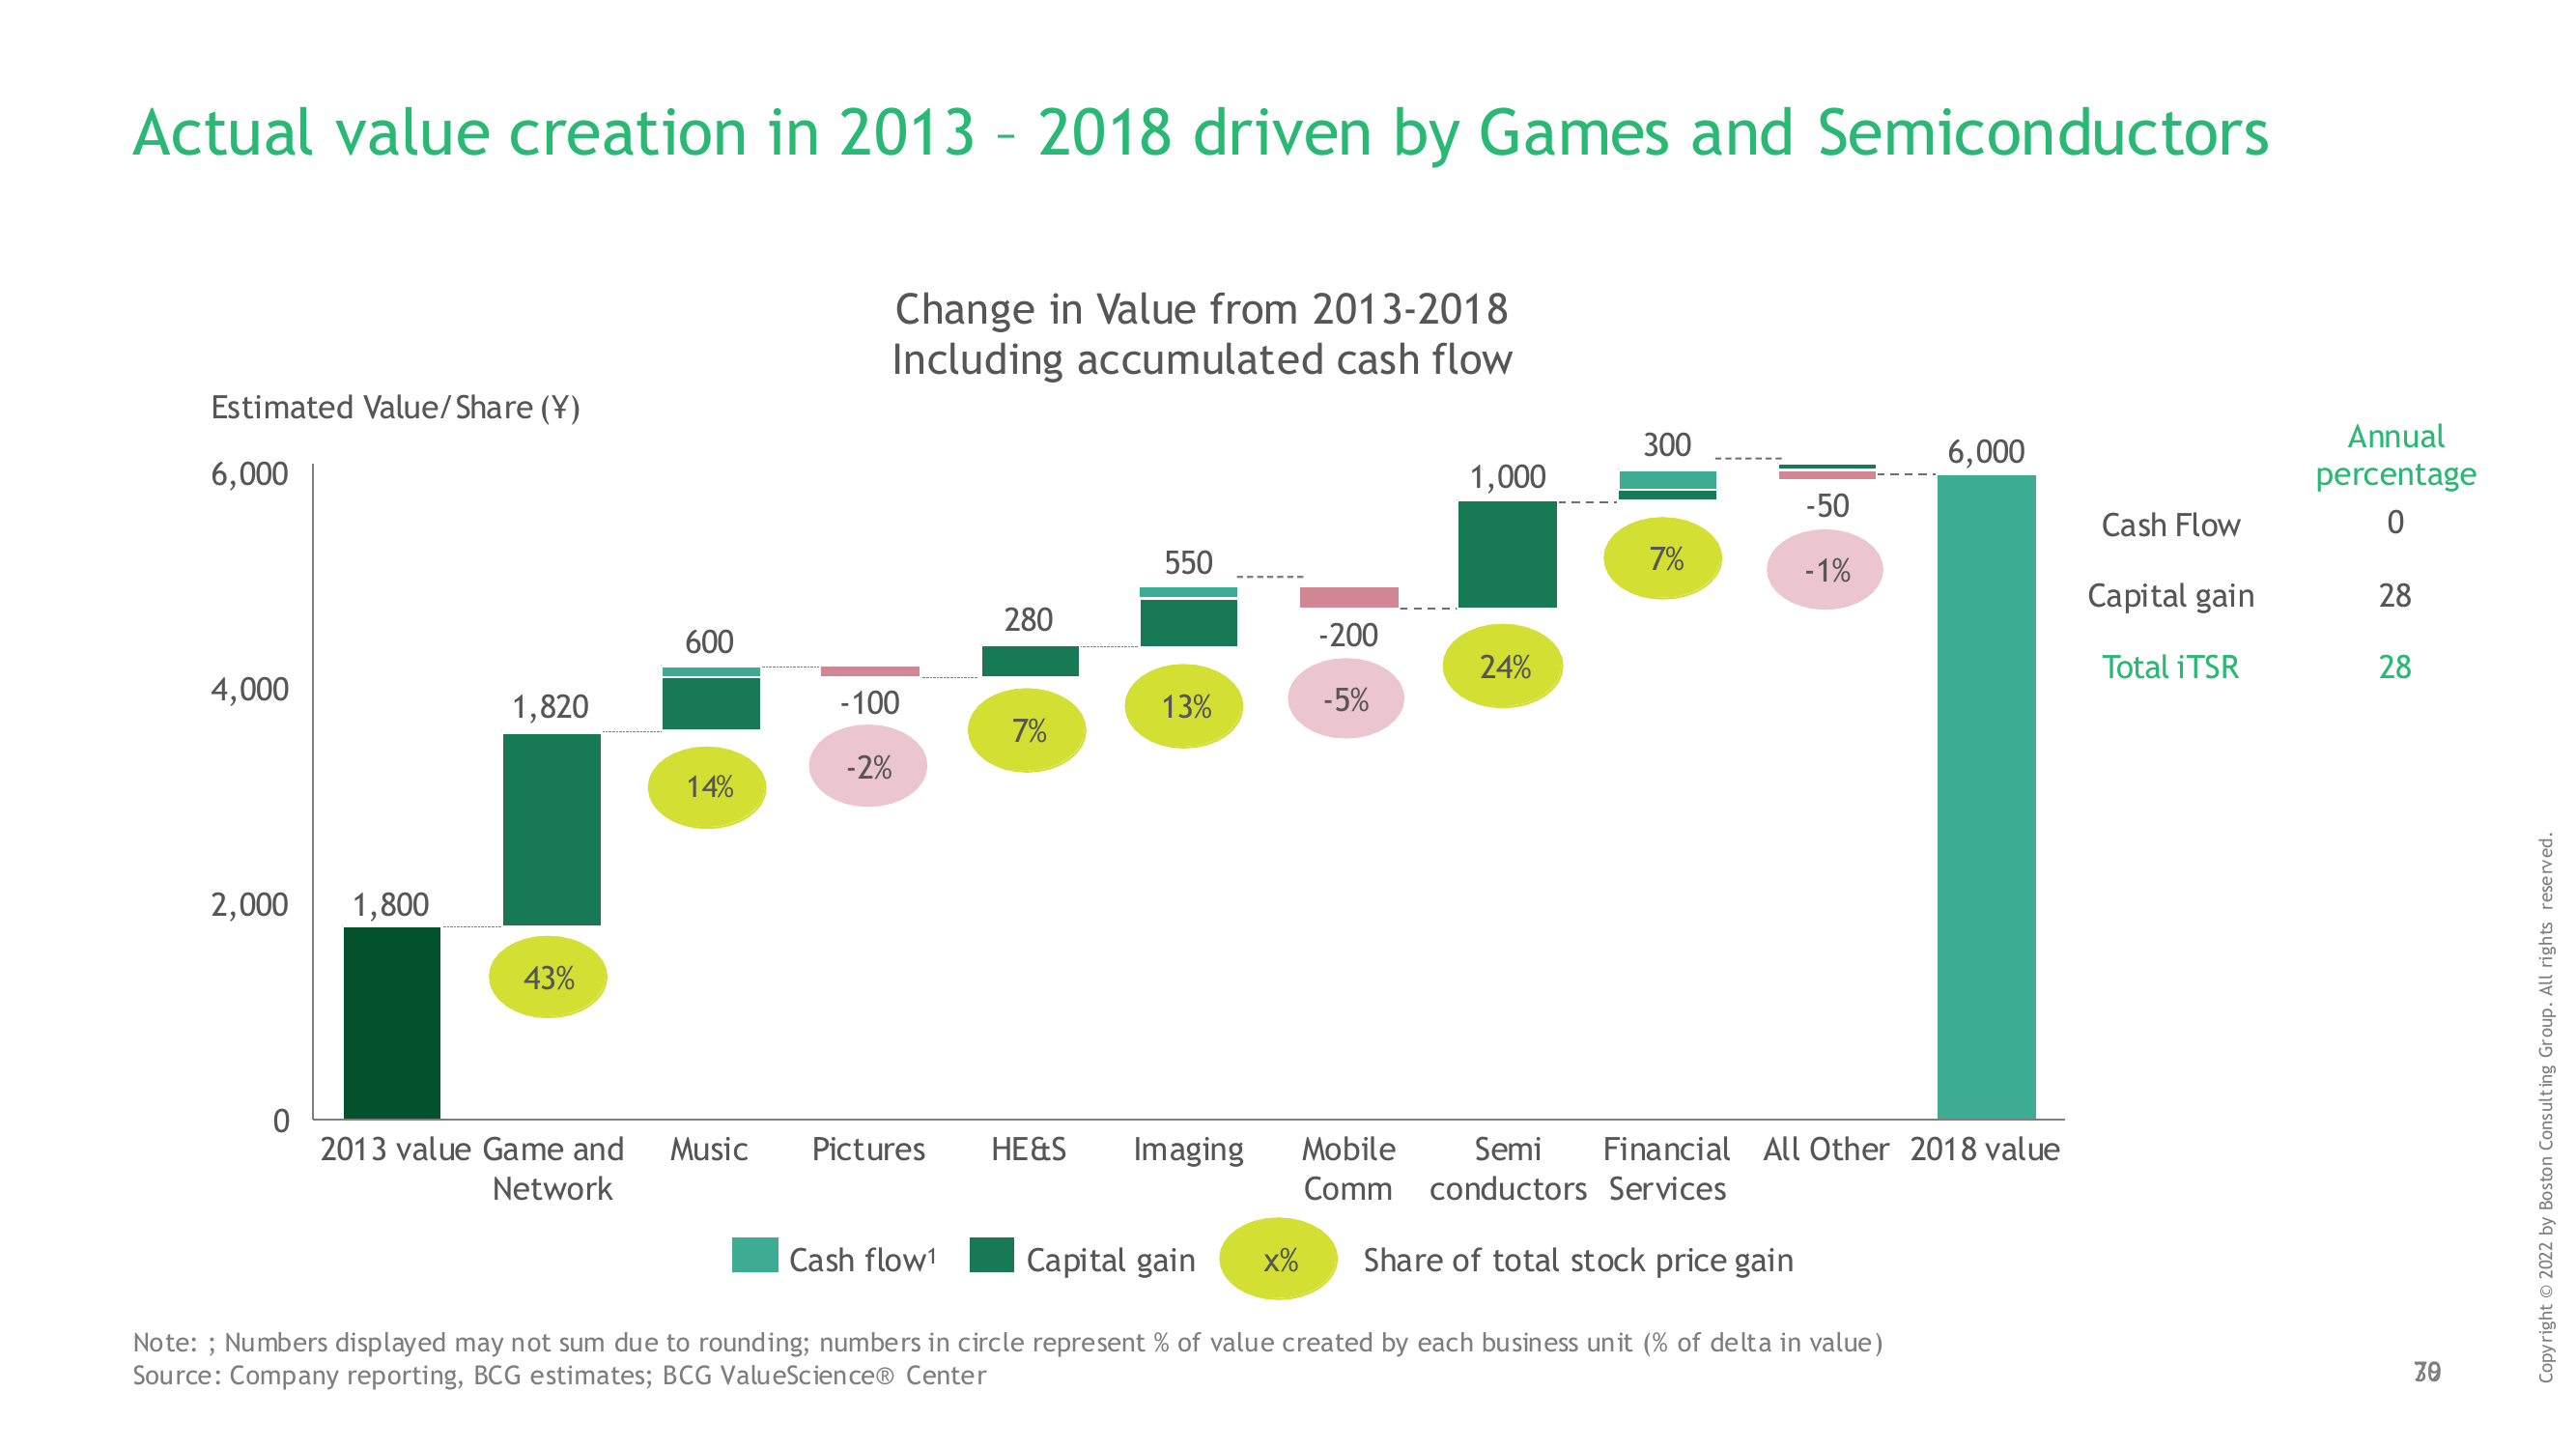 Actual value creation in 2013 – 2018 driven by Games and Semiconductors
Change in Value from 2013-2018
Including accumulated cash flow
Estimated Value/Share (¥)
6,000
4,000
2,000
0
1,800
1,820
43%
600
14%
-100
-2%
280
7%
550
13%
-200
-5%
1,000
24%
300
7%
-50
-1%
6,000
2013 value
Game and
Network
Music
Pictures
HE&S
Imaging
Mobile
Comm
Semi
conductors
Financial
Services
All Other
2018 value
Annual
percentage
Cash Flow 0
Capital gain 28
Total iTSR 28
Cash flow¹ Capital gain x% Share of total stock price gain
Note: ; Numbers displayed may not sum due to rounding; numbers in circle represent % of value created by each business unit (% of delta in value)
Source: Company reporting, BCG estimates; BCG ValueScience® Center
Copyright © 2022 by Boston Consulting Group. All rights reserved.